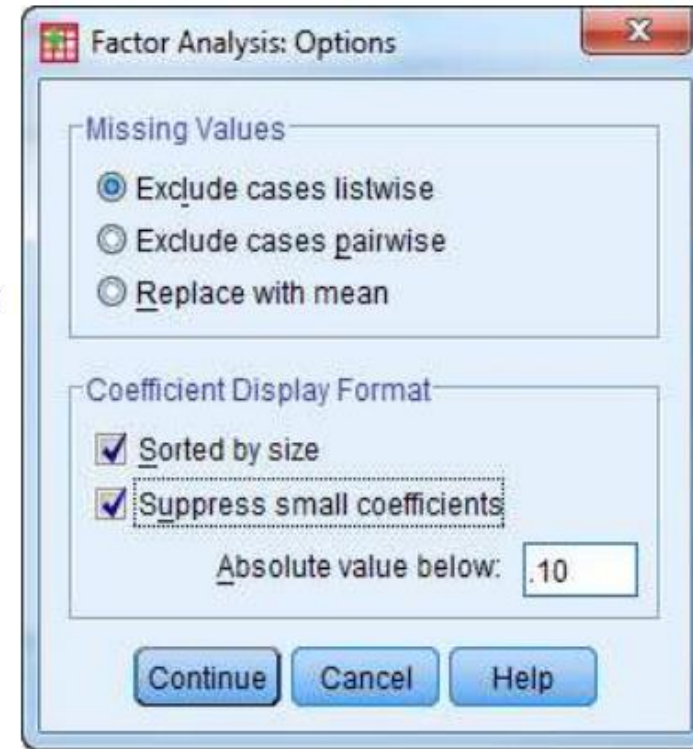 Factor Analysis: Options
Missing Values
Exclude cases listwise
Exclude cases pairwise
Replace with mean
Coefficient Display Format
Sorted by size
Suppress small coefficients
Absolute value below: .10
Continue Cancel Help